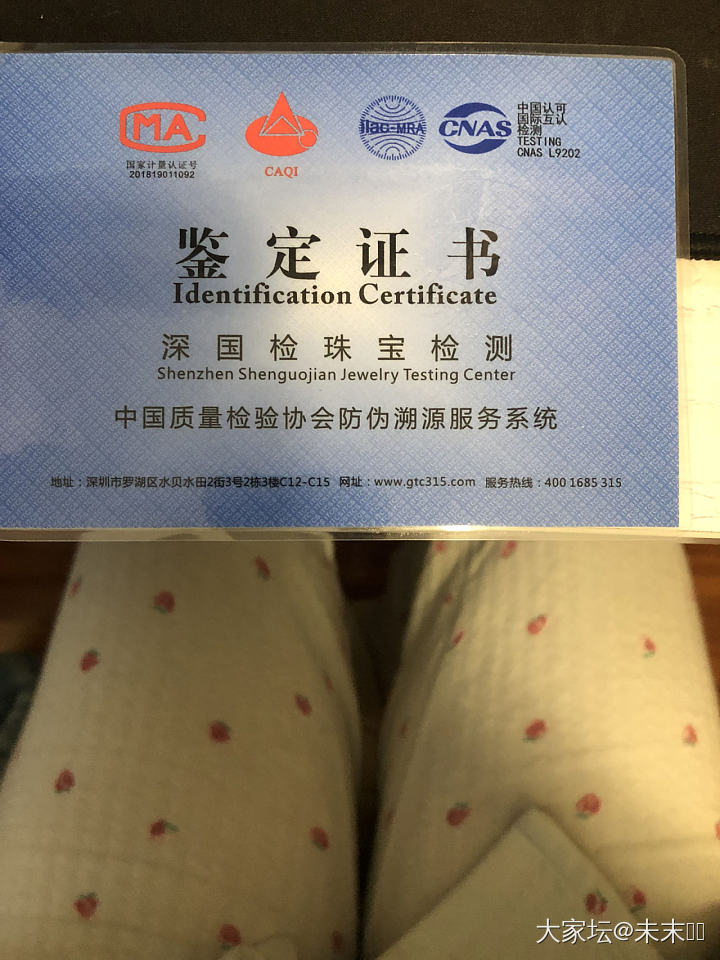 MA
国家计量认证号
201819011092
CAQI
ilac-MRA
CNAS
中国认可
国际互认
检测
TESTING
CNAS L9202
鉴定证书
Identification Certificate
深国检珠宝检测
Shenzhen Shenguojian Jewelry Testing Center
中国质量检验协会防伪溯源服务系统
地址：深圳市罗湖区水贝水田2街3号2栋3楼C12-C15 网址：www.gtc315.com 服务热线：400 1685 315
大家坛@未末